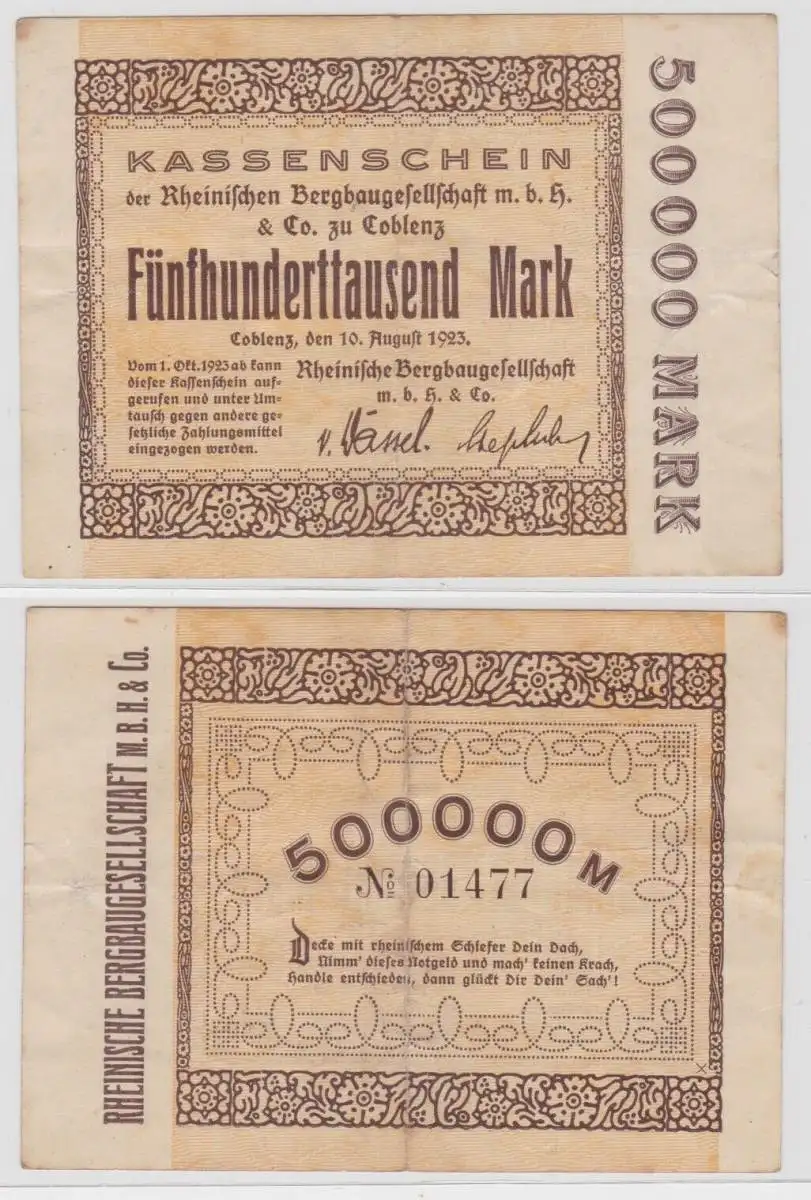 KASSENSCHEIN
der Rheinischen Bergbaugesellschaft m. b. H.
& Co. zu Coblenz
Fünfhunderttausend Mark
Coblenz, den 10. August 1923.
Vom 1. Okt. 1923 ab kann
dieser Kassenschein auf-
gerufen und unter Um-
tausch gegen andere ge-
setzliche Zahlungsmittel
eingezogen werden.
Rheinische Bergbaugesellschaft
m. b. H. & Co.
v. Wassel.
500000 MARK
RHEINISCHE BERGBAUGESELLSCHAFT M. B. H. & Co.
500000 M
№ 01477
Decke mit rheinischem Schiefer Dein Dach,
Nimm' dieses Notgeld und mach' keinen Krach,
Handle entschieden, dann glückt Dir Dein' Sach'!